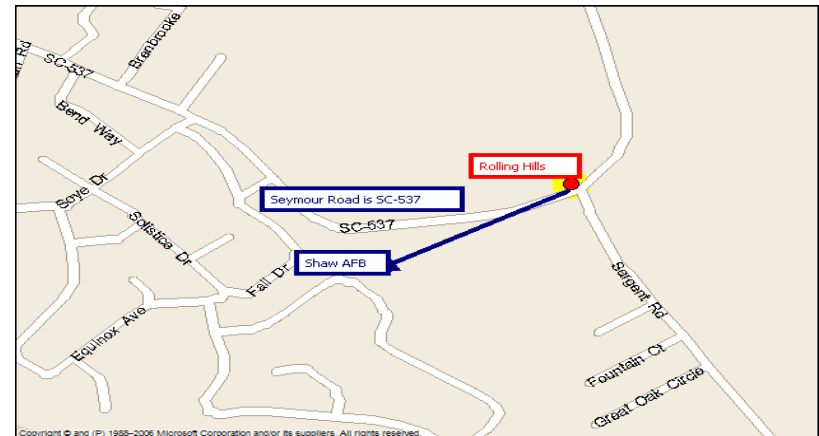 Brenbrooke
Rd
SC-537
Bend Way
Rolling Hills
Soye Dr
Seymour Road is SC-537
Solstice Dr
SC-537
Shaw AFB
Fall Dr
Sargent Rd
Equinox Ave
Fountain Ct
Great Oak Circle
Copyright © and (P) 1988–2006 Microsoft Corporation and/or its suppliers. All rights reserved.